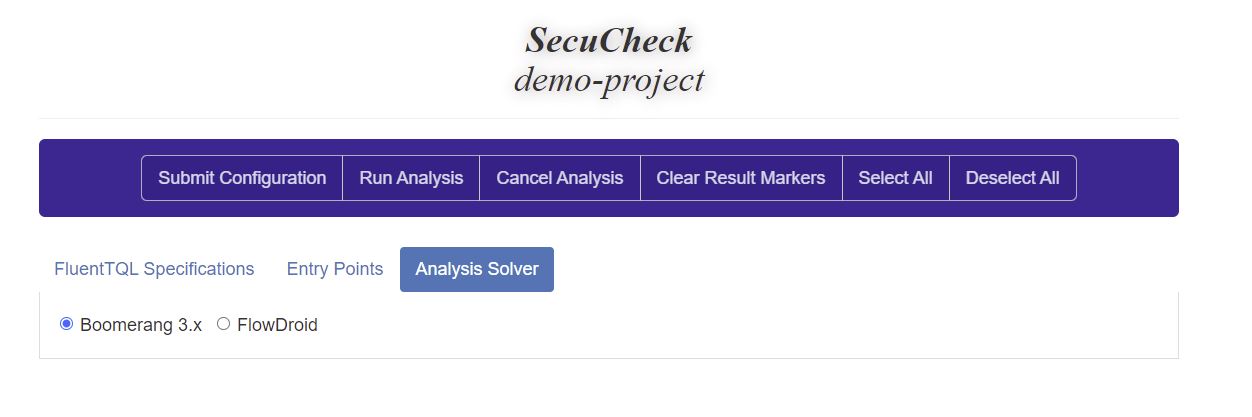 SecuCheck
demo-project
Submit Configuration Run Analysis Cancel Analysis Clear Result Markers Select All Deselect All
FluentTQL Specifications Entry Points Analysis Solver
Boomerang 3.x FlowDroid